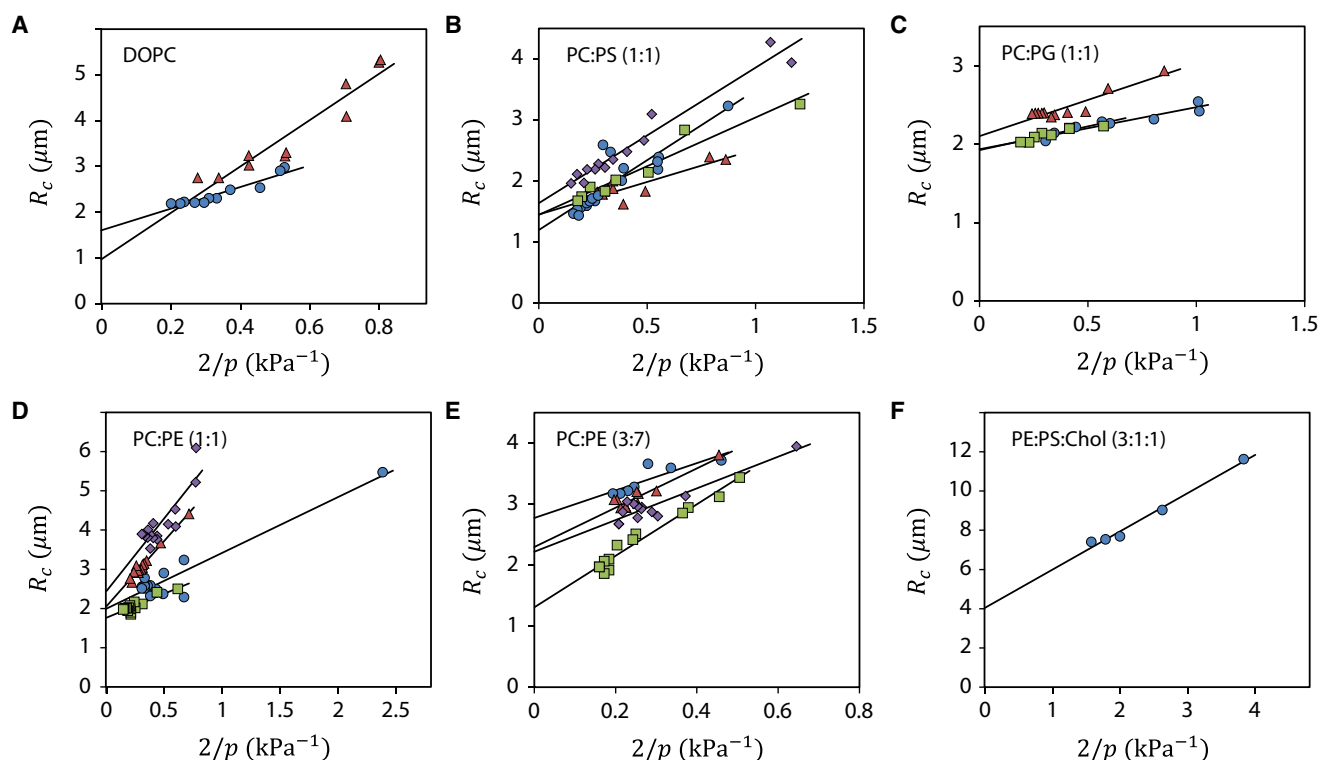 A
DOPC
5
4
3
2
1
0
0 0.2 0.4 0.6 0.8
R_c (μm)
2/p (kPa⁻¹)
B
PC:PS (1:1)
4
3
2
1
0
0 0.5 1 1.5
R_c (μm)
2/p (kPa⁻¹)
C
PC:PG (1:1)
3
2
1
0
0 0.5 1 1.5
R_c (μm)
2/p (kPa⁻¹)
D
PC:PE (1:1)
6
5
4
3
2
1
0
0 0.5 1 1.5 2 2.5
R_c (μm)
2/p (kPa⁻¹)
E
PC:PE (3:7)
4
3
2
1
0
0 0.2 0.4 0.6 0.8
R_c (μm)
2/p (kPa⁻¹)
F
PE:PS:Chol (3:1:1)
12
10
8
6
4
2
0
0 1 2 3 4
R_c (μm)
2/p (kPa⁻¹)